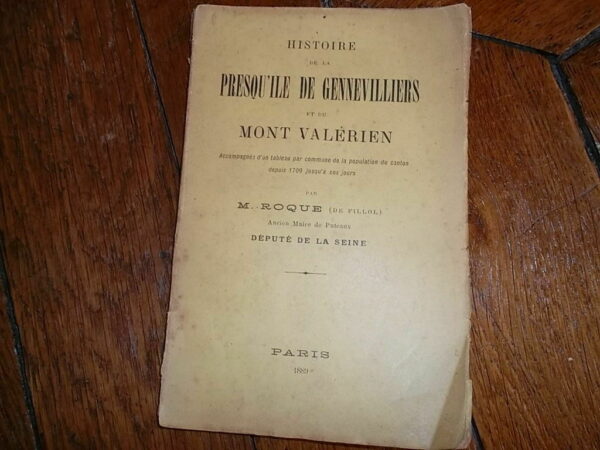 HISTOIRE
DE LA
PRESQU'ILE DE GENNEVILLIERS
ET DU
MONT VALÉRIEN
Accompagnée d'un tableau par commune de la population du canton
depuis 1709 jusqu'à nos jours
PAR
M. ROQUE (DE FILLOL)
Ancien Maire de Puteaux
DÉPUTÉ DE LA SEINE
PARIS
1889